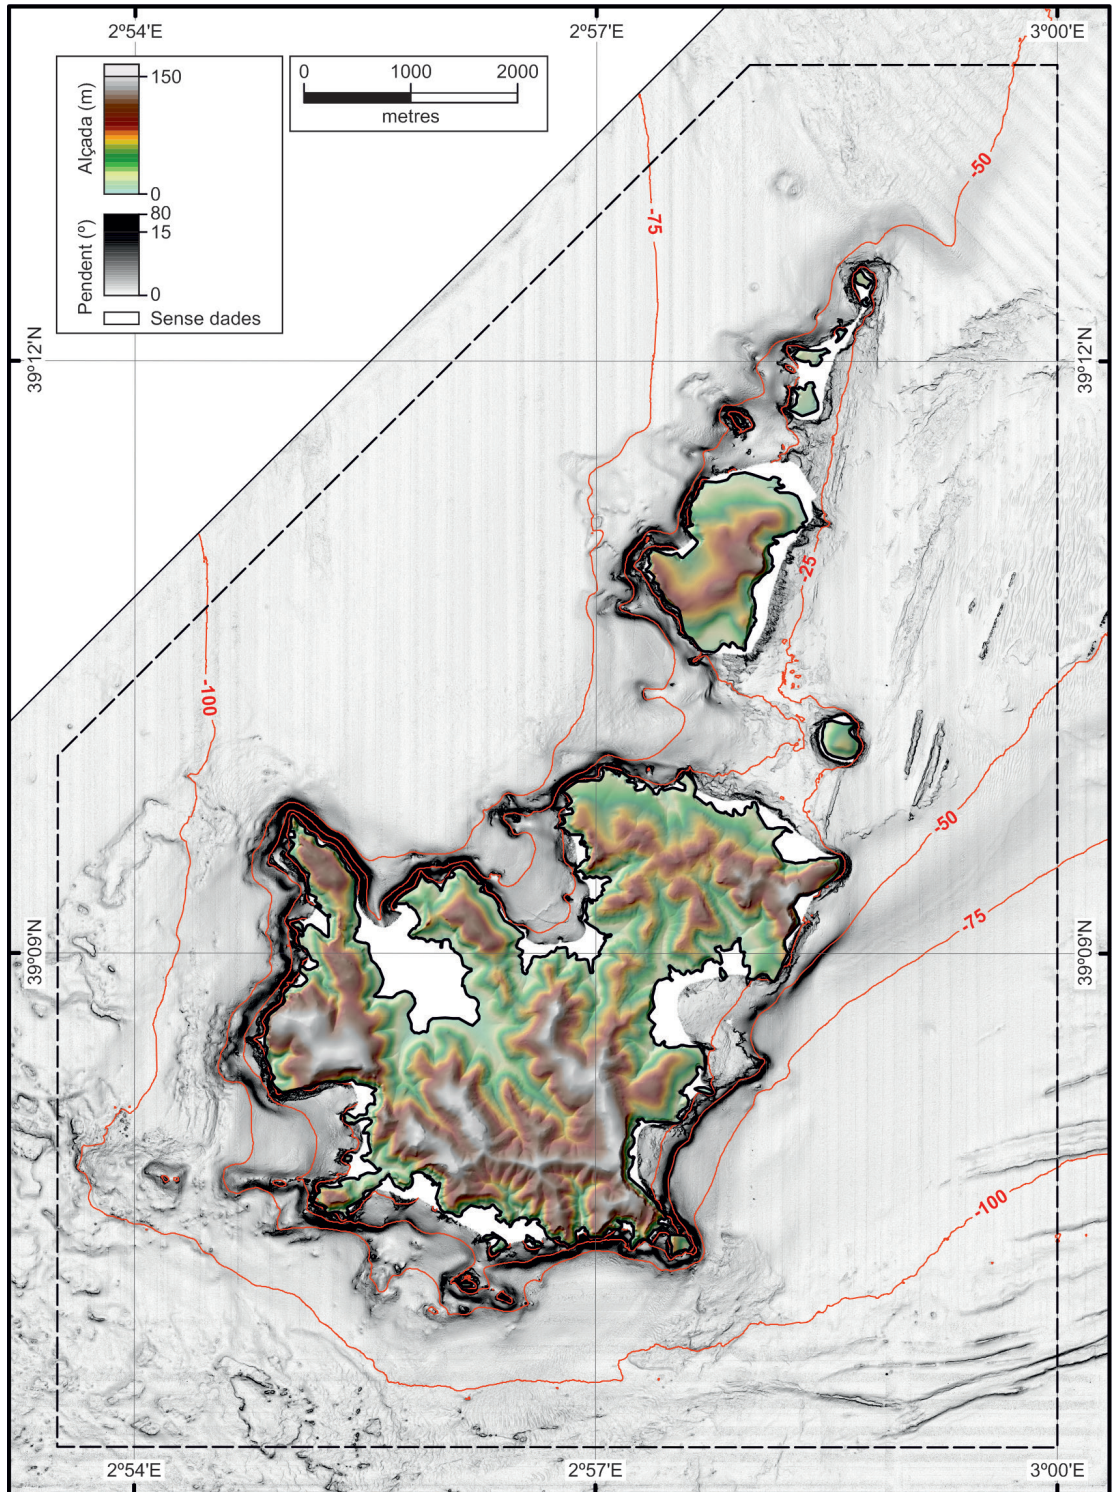 2º54'E
2º57'E
3º00'E
Alçada (m)
150
0
Pendent (º)
80
15
0
Sense dades
0
1000
2000
metres
-50
-75
39º12'N
39º12'N
-25
-100
-50
-75
39º09'N
39º09'N
-100
2º54'E
2º57'E
3º00'E